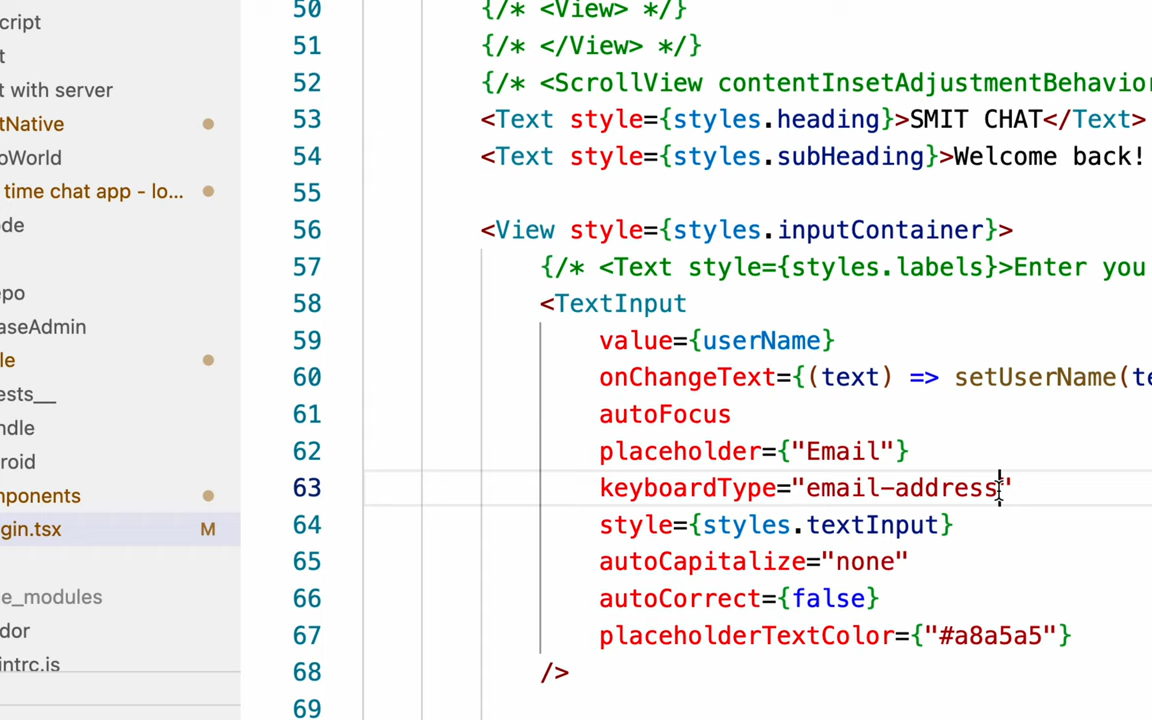 cript
t
t with server
tNative
oWorld
time chat app - lo...
ode
epo
aseAdmin
le
ests__
ndle
roid
nponents
gin.tsx M
e_modules
dor
intrc.js
50 {/* <View> */}
51 {/* </View> */}
52 {/* <ScrollView contentInsetAdjustmentBehavior
53 <Text style={styles.heading}>SMIT CHAT</Text>
54 <Text style={styles.subHeading}>Welcome back!
55
56 <View style={styles.inputContainer}>
57 {/* <Text style={styles.labels}>Enter you
58 <TextInput
59 value={userName}
60 onChangeText={(text) => setUserName(te
61 autoFocus
62 placeholder={"Email"}
63 keyboardType="email-address"
64 style={styles.textInput}
65 autoCapitalize="none"
66 autoCorrect={false}
67 placeholderTextColor={"#a8a5a5"}
68 />
69